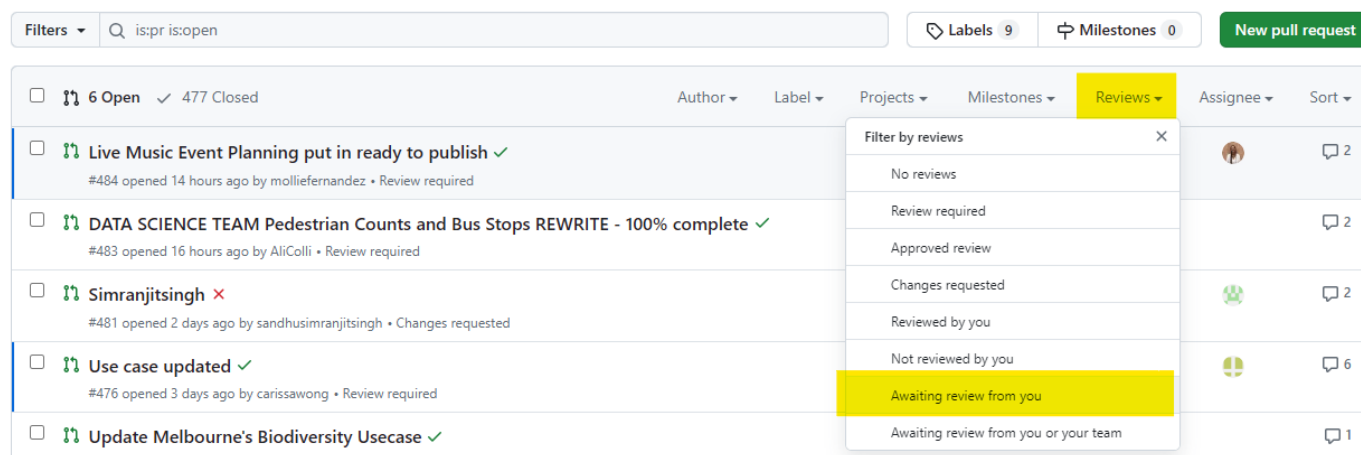 Filters is:pr is:open Labels 9 Milestones 0 New pull request
6 Open 477 Closed Author Label Projects Milestones Reviews Assignee Sort
Filter by reviews
Live Music Event Planning put in ready to publish 2
#484 opened 14 hours ago by molliefernandez • Review required
No reviews
Review required
DATA SCIENCE TEAM Pedestrian Counts and Bus Stops REWRITE - 100% complete 2
#483 opened 16 hours ago by AliColli • Review required
Approved review
Changes requested
Simranjitsingh 2
#481 opened 2 days ago by sandhusimranjitsingh • Changes requested
Reviewed by you
Not reviewed by you
Use case updated 6
#476 opened 3 days ago by carissawong • Review required
Awaiting review from you
Awaiting review from you or your team
Update Melbourne's Biodiversity Usecase 1